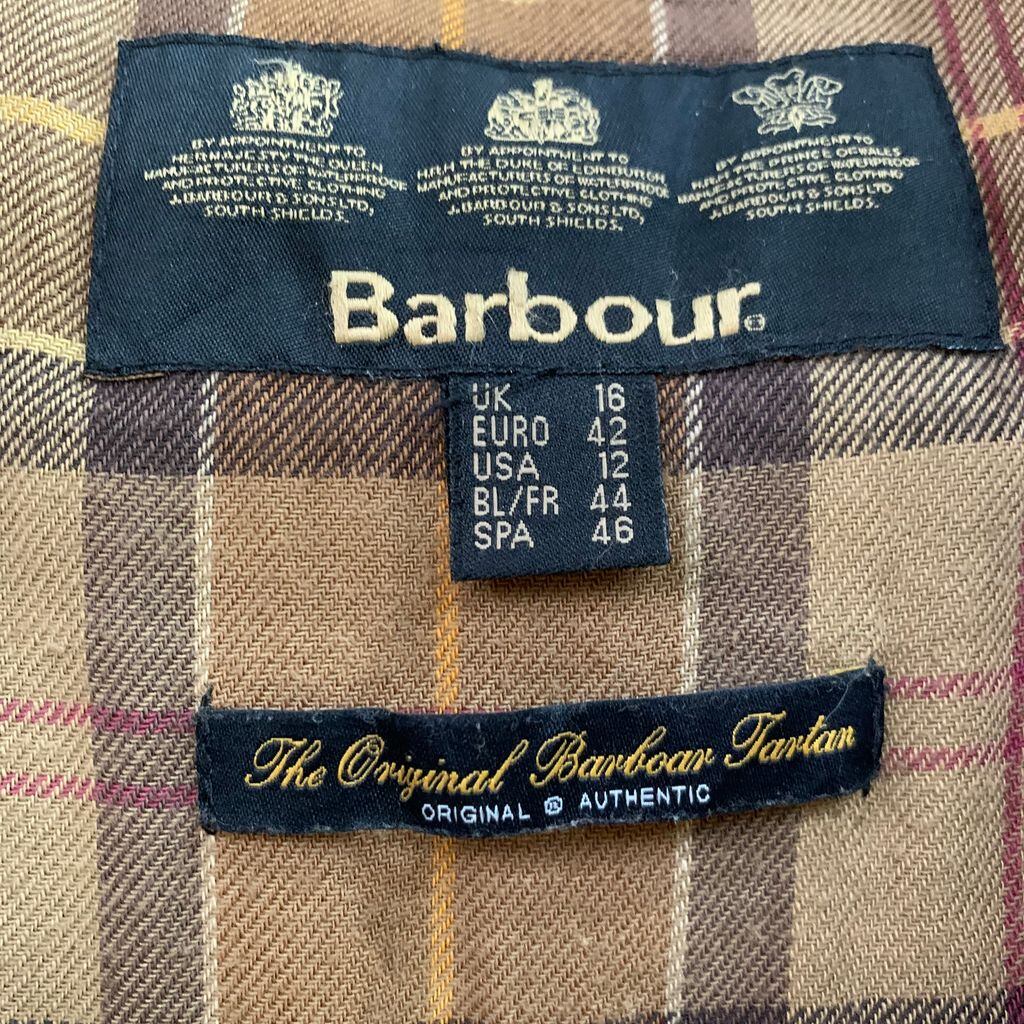 BY APPOINTMENT TO
HER MAJESTY THE QUEEN
MANUFACTURERS OF WATERPROOF
AND PROTECTIVE CLOTHING
J.BARBOUR & SONS LTD,
SOUTH SHIELDS.
BY APPOINTMENT TO
H.R.H. THE DUKE OF EDINBURGH
MANUFACTURERS OF WATERPROOF
AND PROTECTIVE CLOTHING
J.BARBOUR & SONS LTD,
SOUTH SHIELDS.
BY APPOINTMENT TO
THE PRINCE OF WALES
MANUFACTURERS OF WATERPROOF
AND PROTECTIVE CLOTHING
J.BARBOUR & SONS LTD,
SOUTH SHIELDS.
Barbour®
UK 16
EURO 42
USA 12
BL/FR 44
SPA 46
The Original Barbour Tartan
ORIGINAL ® AUTHENTIC